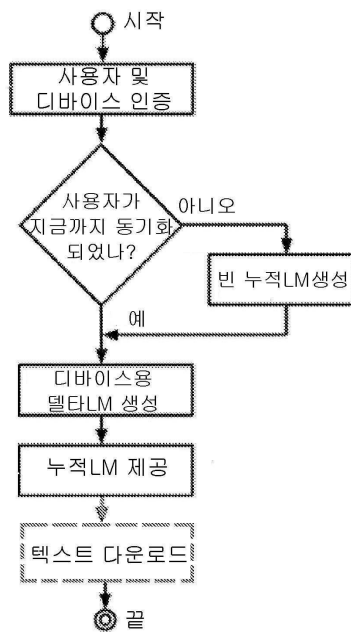 시작
사용자 및
디바이스 인증
사용자가
지금까지 동기화
되었나?
아니오
빈 누적LM생성
예
디바이스용
델타LM 생성
누적LM 제공
텍스트 다운로드
끝